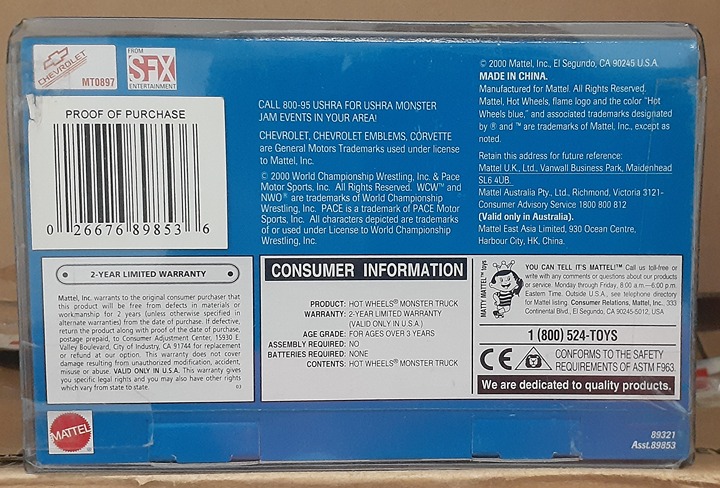 CHEVROLET
MT0897
FROM
SFX
ENTERTAINMENT
PROOF OF PURCHASE
0 26676 89853 6
CALL 800-95 USHRA FOR USHRA MONSTER
JAM EVENTS IN YOUR AREA!
CHEVROLET, CHEVROLET EMBLEMS, CORVETTE
are General Motors Trademarks used under license
to Mattel, Inc.
© 2000 World Championship Wrestling, Inc. & Pace
Motor Sports, Inc. All Rights Reserved. WCW™ and
NWO® are trademarks of World Championship
Wrestling, Inc. PACE is a trademark of PACE Motor
Sports, Inc. All characters depicted are trademarks
of or used under License to World Championship
Wrestling, Inc.
© 2000 Mattel, Inc., El Segundo, CA 90245 U.S.A.
MADE IN CHINA.
Manufactured for Mattel. All Rights Reserved.
Mattel, Hot Wheels, flame logo and the color "Hot
Wheels blue," and associated trademarks designated
by ® and ™ are trademarks of Mattel, Inc., except as
noted.
Retain this address for future reference:
Mattel U.K., Ltd., Vanwall Business Park, Maidenhead
SL6 4UB.
Mattel Australia Pty., Ltd., Richmond, Victoria 3121-
Consumer Advisory Service 1800 800 812
(Valid only in Australia).
Mattel East Asia Limited, 930 Ocean Centre,
Harbour City, HK, China.
2-YEAR LIMITED WARRANTY
Mattel, Inc. warrants to the original consumer purchaser that
this product will be free from defects in materials or
workmanship for 2 years (unless otherwise specified in
alternate warranties) from the date of purchase. If defective,
return the product along with proof of the date of purchase,
postage prepaid, to Consumer Adjustment Center, 15930 E.
Valley Boulevard, City of Industry, CA 91744 for replacement
or refund at our option. This warranty does not cover
damage resulting from unauthorized modification, accident,
misuse or abuse. VALID ONLY IN U.S.A. This warranty gives
you specific legal rights and you may also have other rights
which vary from state to state.
CONSUMER INFORMATION
PRODUCT: HOT WHEELS® MONSTER TRUCK
WARRANTY: 2-YEAR LIMITED WARRANTY
(VALID ONLY IN U.S.A.)
AGE GRADE: FOR AGES OVER 3 YEARS
ASSEMBLY REQUIRED: NO
BATTERIES REQUIRED: NONE
CONTENTS: HOT WHEELS® MONSTER TRUCK
MATTY MATTEL™ toys
YOU CAN TELL IT'S MATTEL!™ Call us toll-free or
write with any comments or questions about our products
or service. Monday through Friday, 8:00 a.m.—6:00 p.m.
Eastern Time. Outside U.S.A., see telephone directory
for Mattel listing. Consumer Relations, Mattel, Inc., 333
Continental Blvd., El Segundo, CA 90245-5012, USA
1 (800) 524-TOYS
CE
CONFORMS TO THE SAFETY
REQUIREMENTS OF ASTM F963.
We are dedicated to quality products.
MATTEL
89321
Asst.89853